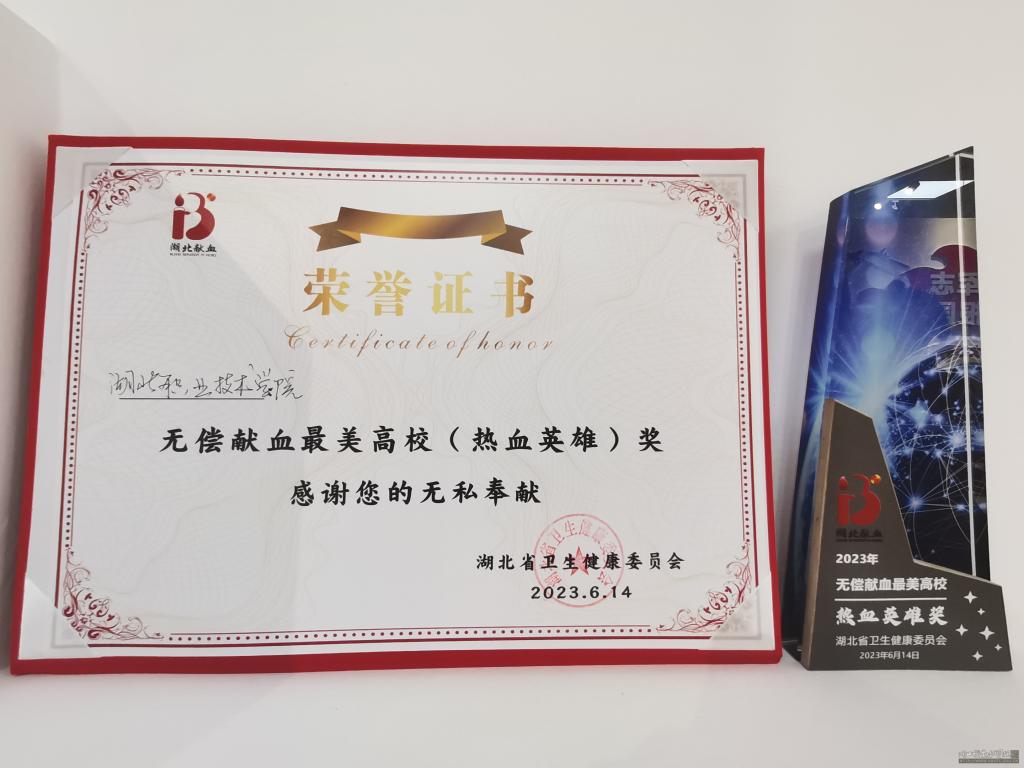 湖北献血
荣誉证书
Certificate of honor
湖北职业技术学院
无偿献血最美高校（热血英雄）奖
感谢您的无私奉献
湖北省卫生健康委员会
2023.6.14
湖北献血
2023年
无偿献血最美高校
热血英雄奖
湖北省卫生健康委员会
2023年6月14日